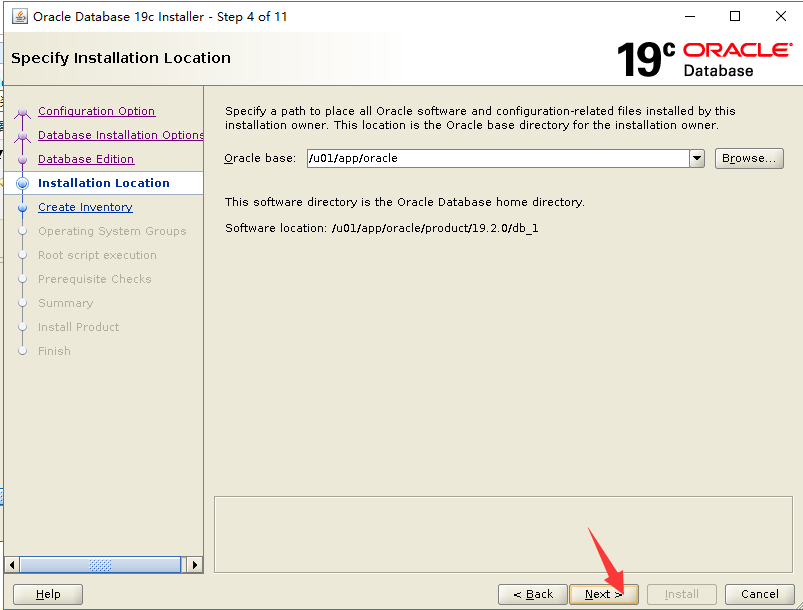 Oracle Database 19c Installer - Step 4 of 11
Specify Installation Location
19c ORACLE
Database
Configuration Option
Database Installation Options
Database Edition
Installation Location
Create Inventory
Operating System Groups
Root script execution
Prerequisite Checks
Summary
Install Product
Finish
Specify a path to place all Oracle software and configuration-related files installed by this
installation owner. This location is the Oracle base directory for the installation owner.
Oracle base: /u01/app/oracle Browse...
This software directory is the Oracle Database home directory.
Software location: /u01/app/oracle/product/19.2.0/db_1
Help < Back Next > Install Cancel